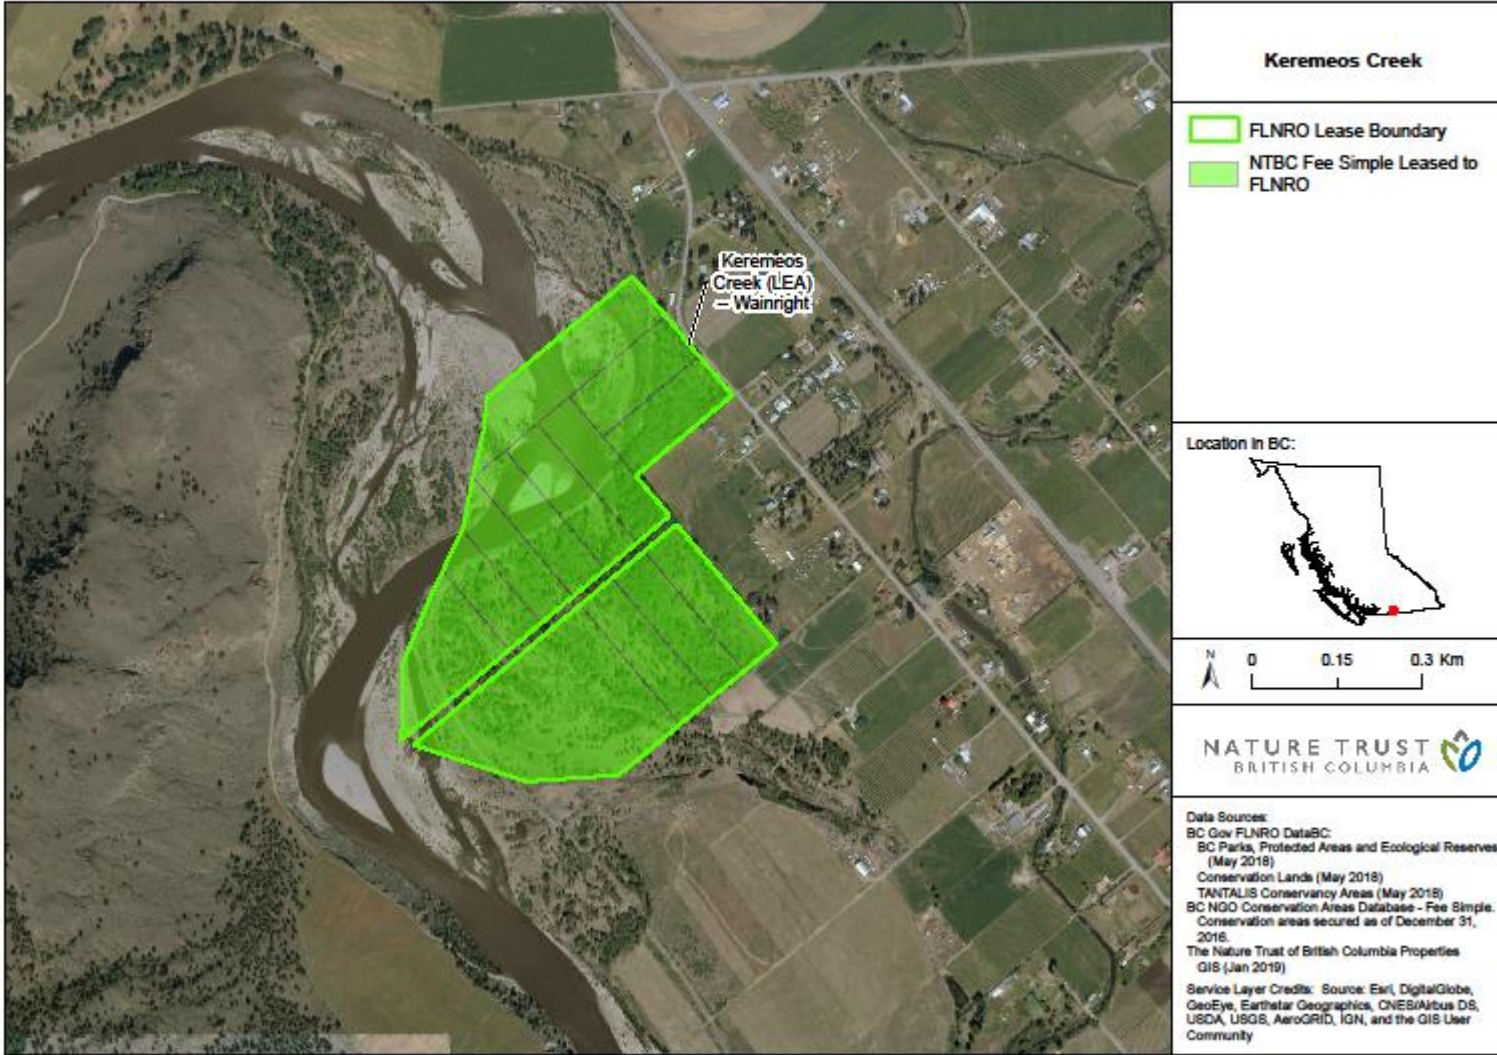 Keremeos Creek
FLNRO Lease Boundary
NTBC Fee Simple Leased to
FLNRO
Keremeos
Creek (LEA)
– Wainright
Location in BC:
N
0 0.15 0.3 Km
NATURE TRUST
BRITISH COLUMBIA
Data Sources:
BC Gov FLNRO DataBC:
BC Parks, Protected Areas and Ecological Reserves
(May 2018)
Conservation Lands (May 2018)
TANTALIS Conservancy Areas (May 2018)
BC NGO Conservation Areas Database - Fee Simple.
Conservation areas secured as of December 31,
2016.
The Nature Trust of British Columbia Properties
GIS (Jan 2019)
Service Layer Credits: Source: Esri, DigitalGlobe,
GeoEye, Earthstar Geographics, CNES/Airbus DS,
USDA, USGS, AeroGRID, IGN, and the GIS User
Community